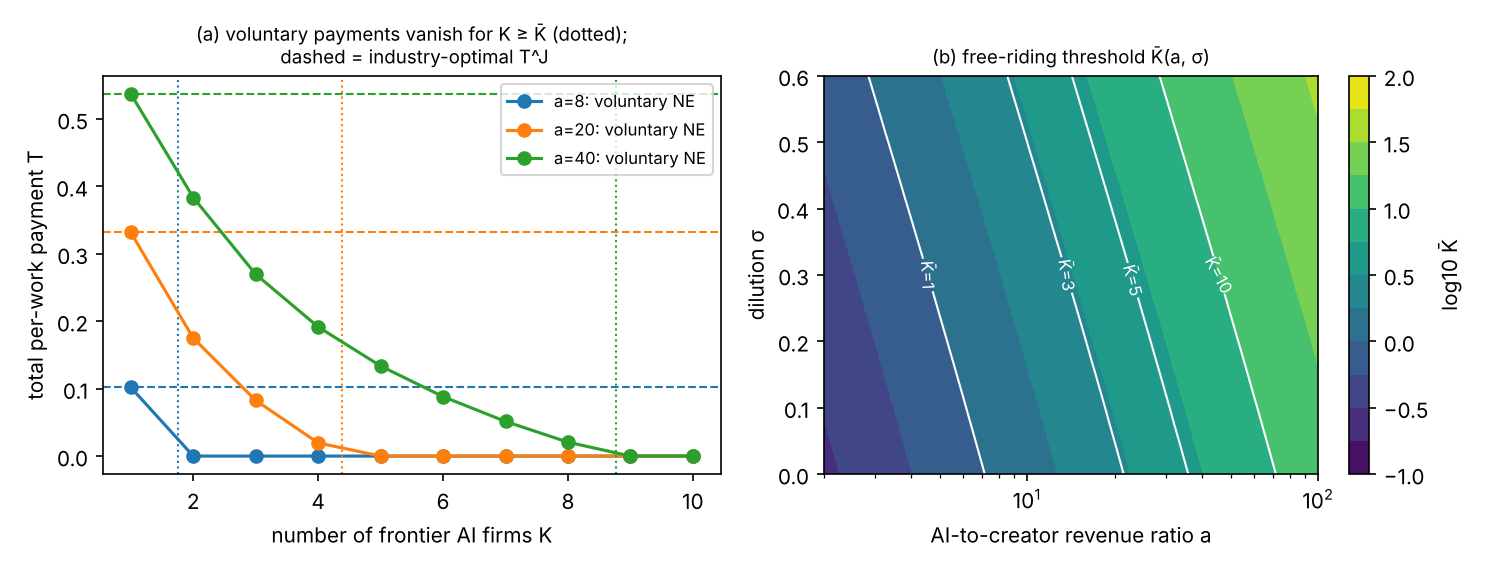 (a) voluntary payments vanish for K ≥ K̄ (dotted);
dashed = industry-optimal T^J
a=8: voluntary NE
a=20: voluntary NE
a=40: voluntary NE
total per-work payment T
0.5
0.4
0.3
0.2
0.1
0.0
2 4 6 8 10
number of frontier AI firms K
(b) free-riding threshold K̄(a, σ)
dilution σ
0.6
0.5
0.4
0.3
0.2
0.1
0.0
K̄=1
K̄=3
K̄=5
K̄=10
10¹ 10²
AI-to-creator revenue ratio a
2.0
1.5
1.0
0.5
0.0
−0.5
−1.0
log10 K̄